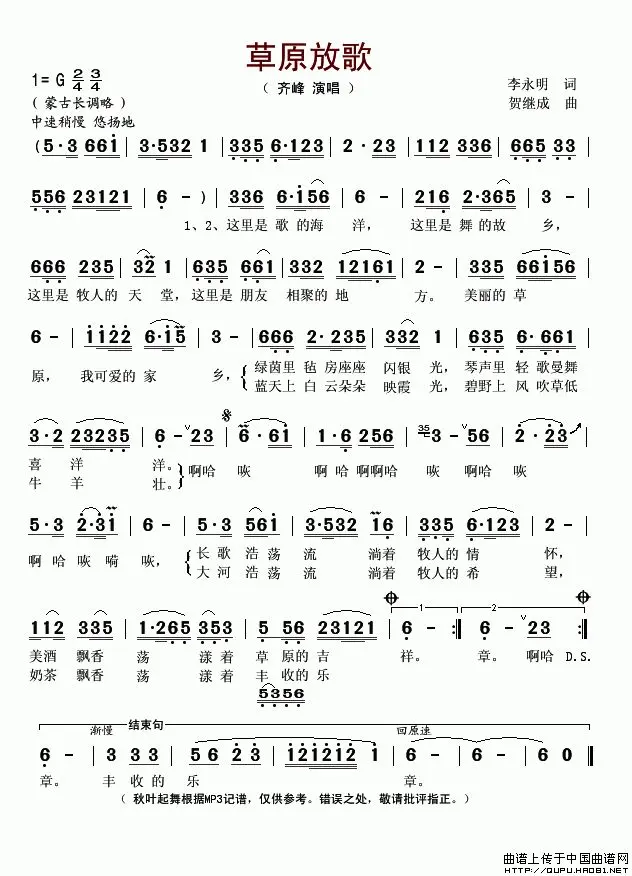 草原放歌
（ 齐峰 演唱 ）
1= G 2/4 3/4
（ 蒙古长调略 ）
中速稍慢 悠扬地
李永明 词
贺继成 曲
( 5·3 661 | 3·532 1 | 335 6·123 | 2·23 | 112 336 | 665 33 |
556 23121 | 6 - ) | 336 6·156 | 6 - | 216 2·365 | 3 - |
1、2、这里是 歌 的海 洋， 这里是 舞 的故 乡，
666 235 | 32 1 | 635 661 | 332 12161 | 2 - | 335 66156 |
这里是 牧人的 天 堂，这里是 朋友 相聚的 地 方。 美丽的 草
6 - | 1122 6·15 | 3 - | 666 2·235 | 332 1 | 635 6·661 |
原， 我可爱的 家 乡，
绿茵里 毡 房座座 闪银 光， 琴声里 轻 歌曼舞
蓝天上 白 云朵朵 映霞 光， 碧野上 风 吹草低
3·2 23235 | 6 - 23 | 6·61 | 1·6 256 | 35 3 - 56 | 2·23 |
喜 洋 洋。 啊哈 咴 啊 哈 啊啊哈 咴 啊哈 咴
牛 羊 壮。
5·3 2·31 | 6 - | 5·3 561 | 3·532 16 | 335 6·123 | 2 - |
啊 哈 咴 嗬 咴，
长 歌 浩 荡 流 淌着 牧人的 情 怀，
大 河 浩 荡 流 淌着 牧人的 希 望，
112 335 | 1·265 353 | 5 56 23121 | 1 6 - :| 2 6 - 23 :|
美酒 飘香 荡 漾 着 草 原的 吉 祥。 章。 啊哈 D.S.
奶茶 飘香 荡 漾 着 丰 收的 乐
5356
渐慢 结束句 回原速
6 - | 3 33 | 56 23 | 121212 1 | 6 - | 6 0 ||
章。 丰 收 的 乐 章。
（ 秋叶起舞根据MP3记谱，仅供参考。错误之处，敬请批评指正。）
曲谱上传于中国曲谱网
HTTP://QUPU.HAO81.NET